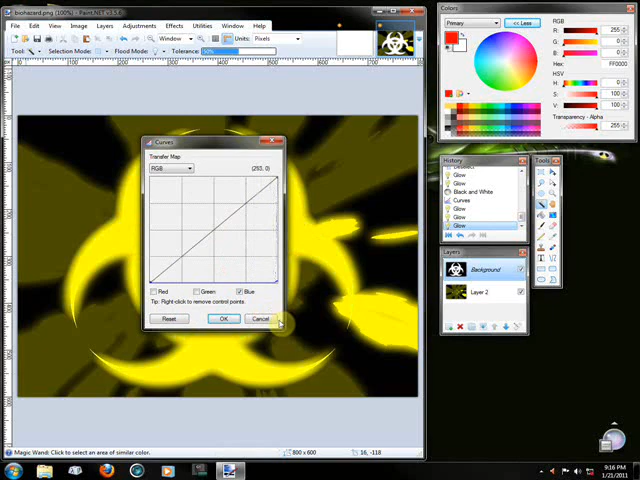 biohazard.png (100%) - Paint.NET v3.5.4
File Edit View Image Layers Adjustments Effects Utilities Window Help
Window
Units: Pixels
Tool: Selection Mode: Flood Mode: Tolerance: 90%
Curves
Transfer Map
RGB
(255, 0)
Red Green Blue
Tip: Right-click to remove control points.
Reset OK Cancel
Magic Wand: Click to select an area of similar color.
800 x 600
16, -118
Colors
Primary
<< Less
RGB
R: 255
G: 0
B: 0
Hex: FF0000
HSV
H: 0
S: 100
V: 100
Transparency - Alpha
255
History
Deselect
Glow
Glow
Black and White
Curves
Glow
Glow
Glow
Tools
Layers
Background
Layer 2
9:16 PM
1/21/2011